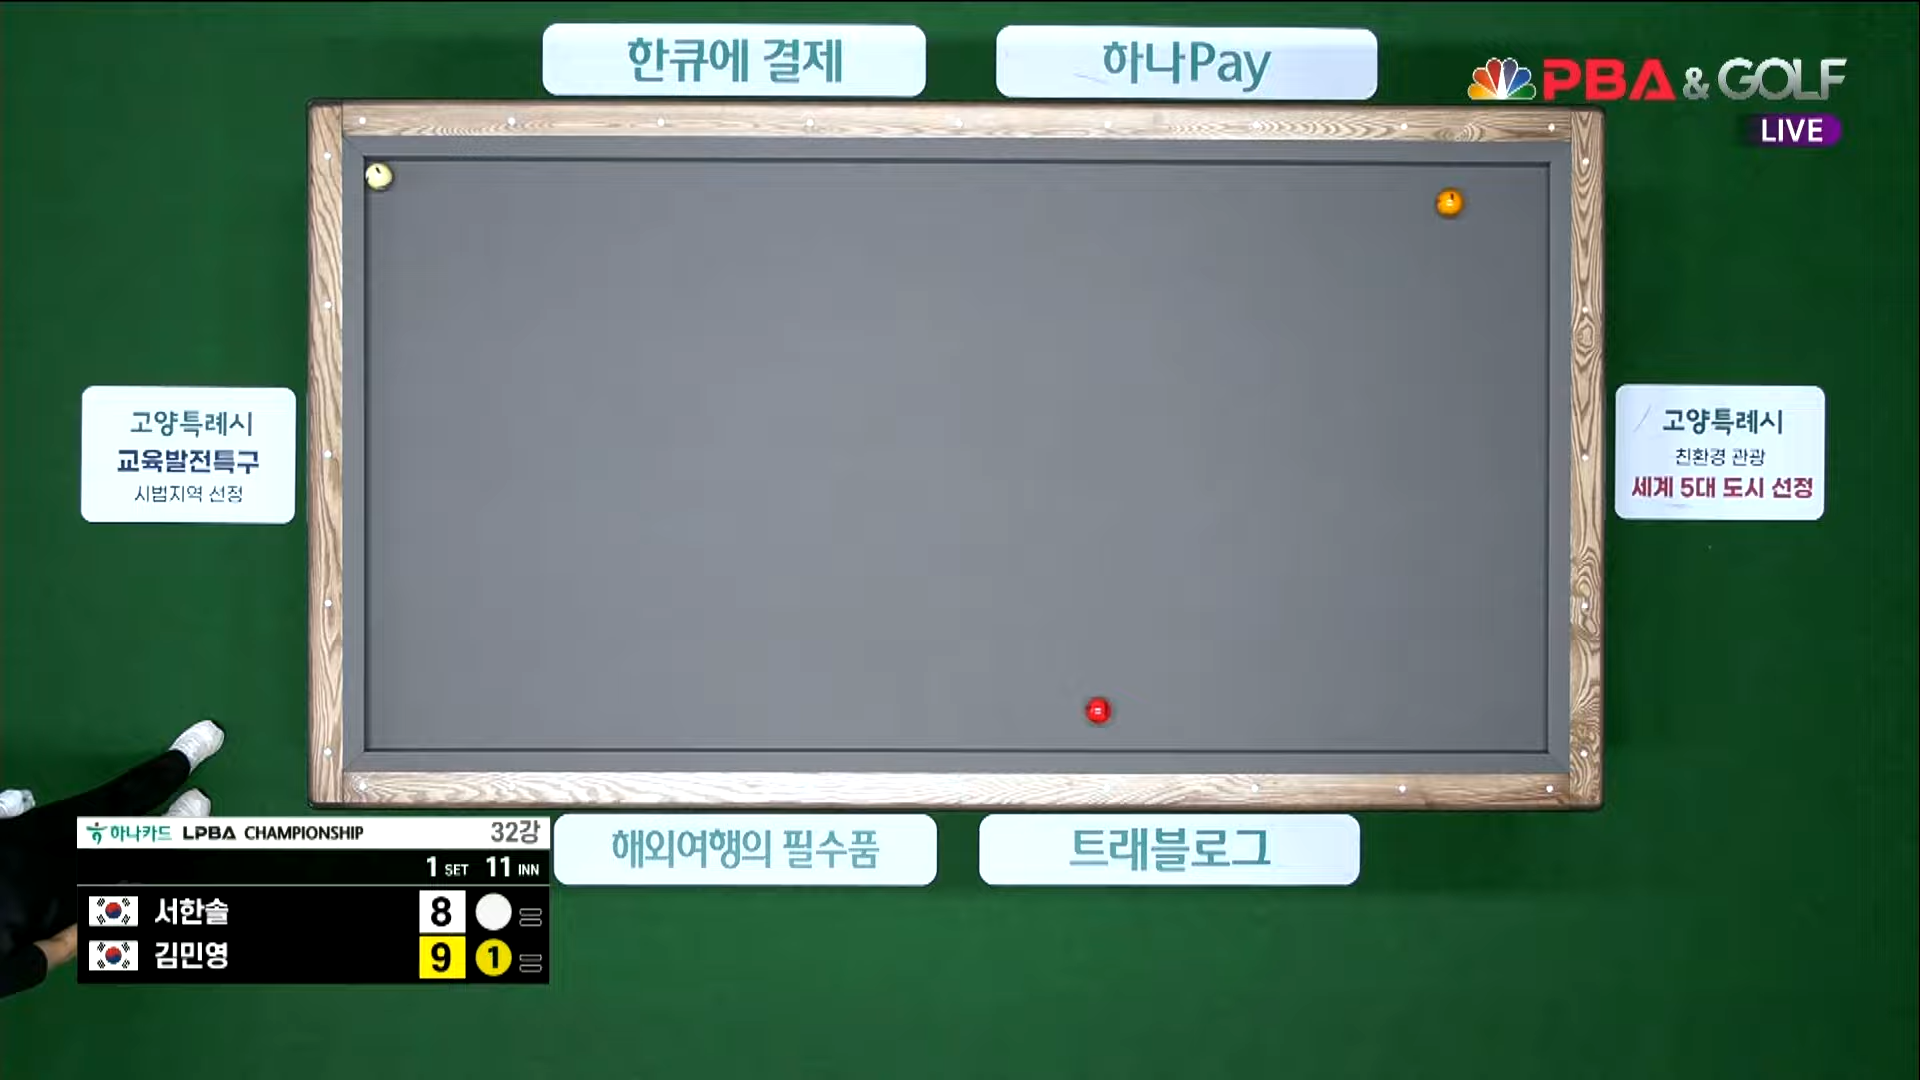 한큐에 결제
하나Pay
PBA & GOLF
LIVE
고양특례시
교육발전특구
시범지역 선정
고양특례시
친환경 관광
세계 5대 도시 선정
하나카드 LPBA CHAMPIONSHIP 32강
1 SET 11 INN
서한솔 8
김민영 9 1
해외여행의 필수품
트래블로그